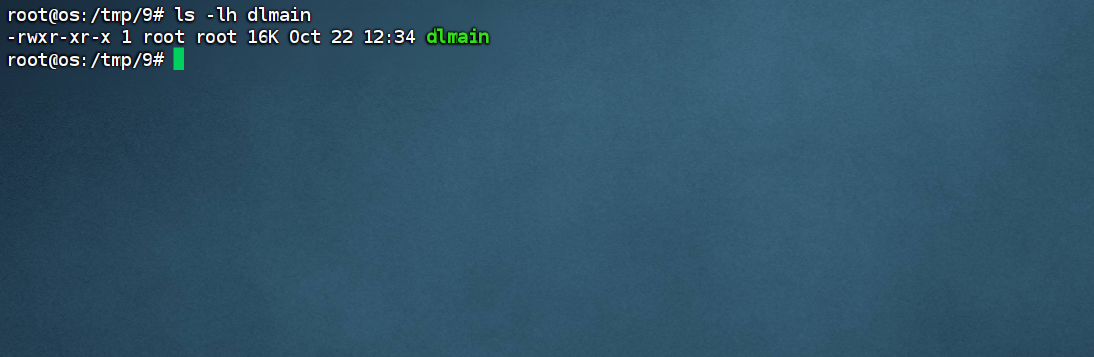 root@os:/tmp/9# ls -lh dlmain
-rwxr-xr-x 1 root root 16K Oct 22 12:34 dlmain
root@os:/tmp/9#